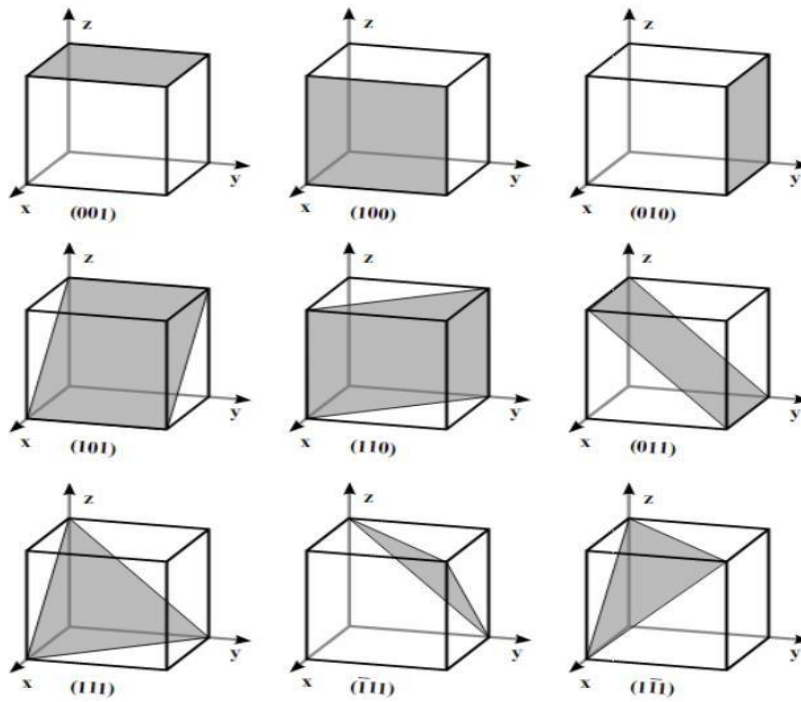 z z z
y y y
x (001) x (100) x (010)
z z z
y y y
x (101) x (110) x (011)
z z z
y y y
x (111) x (1̅11) x (11̅1)